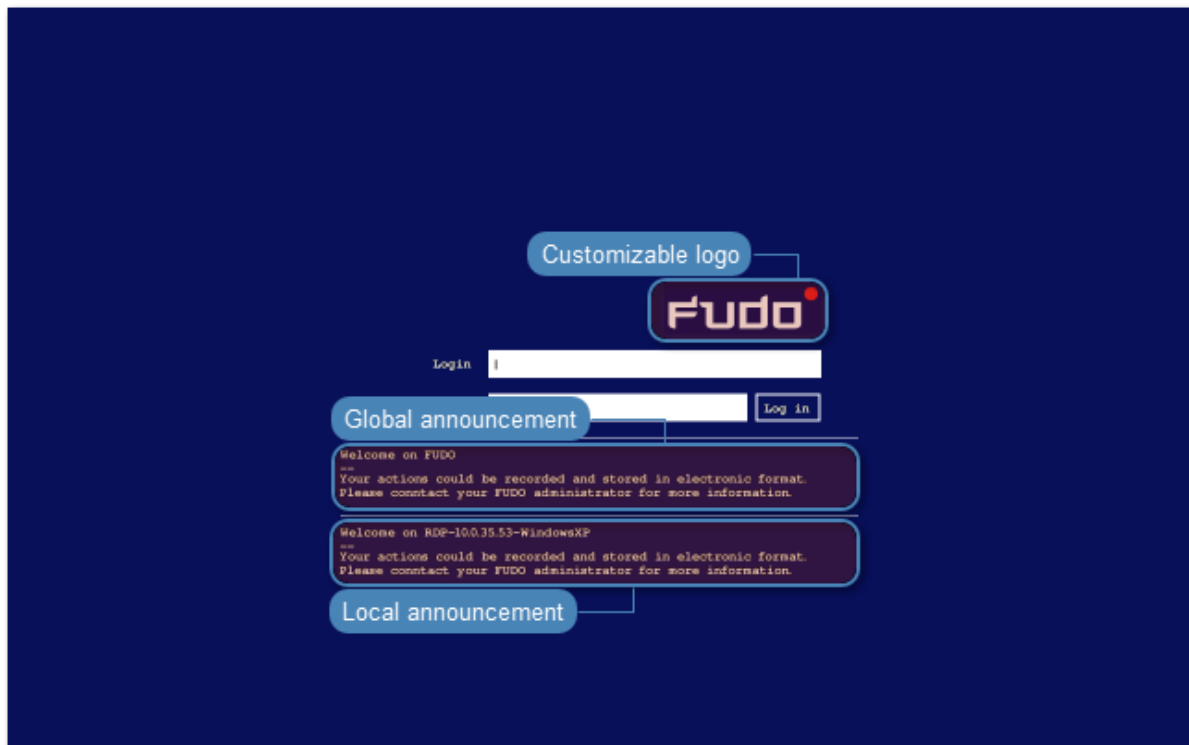 Customizable logo
FUDO
Login
Log in
Global announcement
Welcome on FUDO
--
Your actions could be recorded and stored in electronic format.
Please conntact your FUDO administrator for more information.
Welcome on RDP-10.0.35.53-WindowsXP
--
Your actions could be recorded and stored in electronic format.
Please conntact your FUDO administrator for more information.
Local announcement